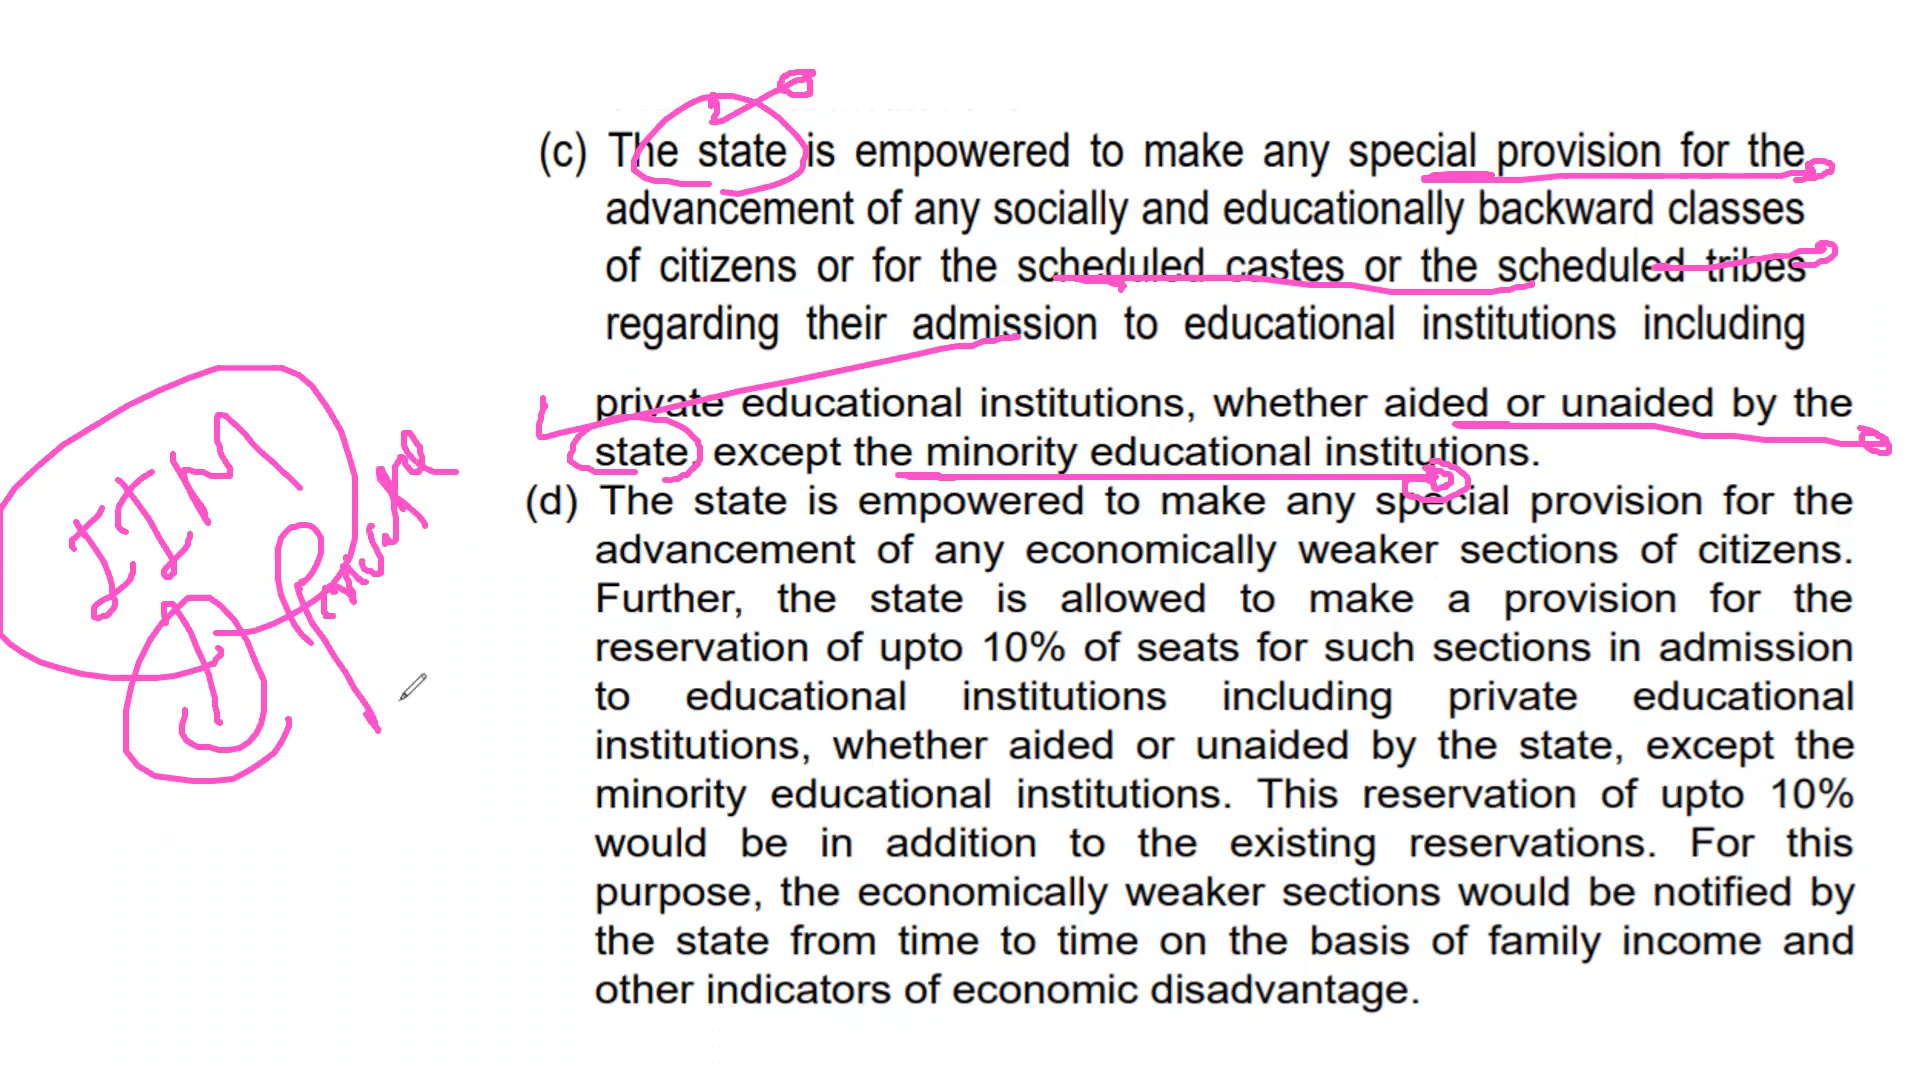 (c) The state is empowered to make any special provision for the
advancement of any socially and educationally backward classes
of citizens or for the scheduled castes or the scheduled tribes
regarding their admission to educational institutions including
private educational institutions, whether aided or unaided by the
state, except the minority educational institutions.
(d) The state is empowered to make any special provision for the
advancement of any economically weaker sections of citizens.
Further, the state is allowed to make a provision for the
reservation of upto 10% of seats for such sections in admission
to educational institutions including private educational
institutions, whether aided or unaided by the state, except the
minority educational institutions. This reservation of upto 10%
would be in addition to the existing reservations. For this
purpose, the economically weaker sections would be notified by
the state from time to time on the basis of family income and
other indicators of economic disadvantage.
IIM